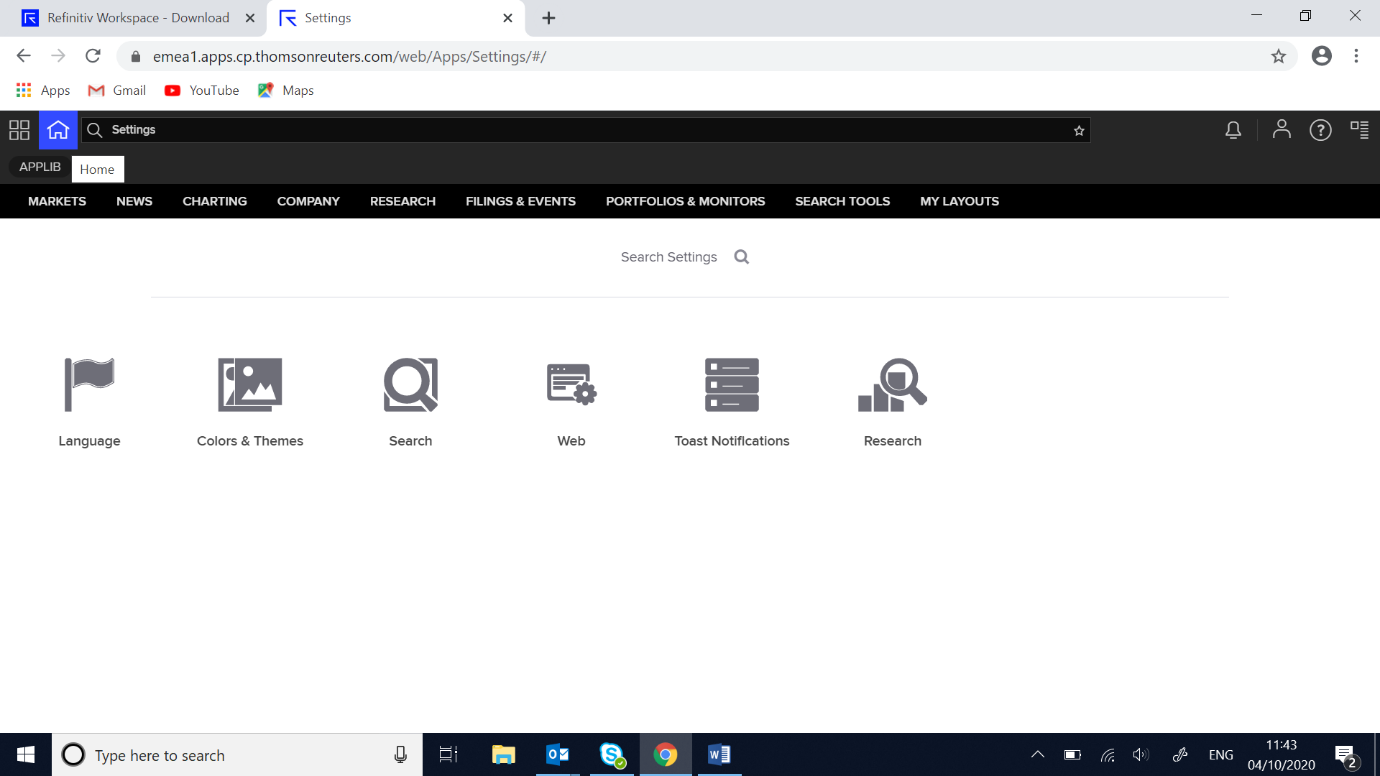 Refinitiv Workspace - Download
Settings
emea1.apps.cp.thomsonreuters.com/web/Apps/Settings/#/
Apps Gmail YouTube Maps
Settings
APPLIB Home
MARKETS NEWS CHARTING COMPANY RESEARCH FILINGS & EVENTS PORTFOLIOS & MONITORS SEARCH TOOLS MY LAYOUTS
Search Settings
Language Colors & Themes Search Web Toast Notifications Research
Type here to search
ENG
11:43
04/10/2020
2